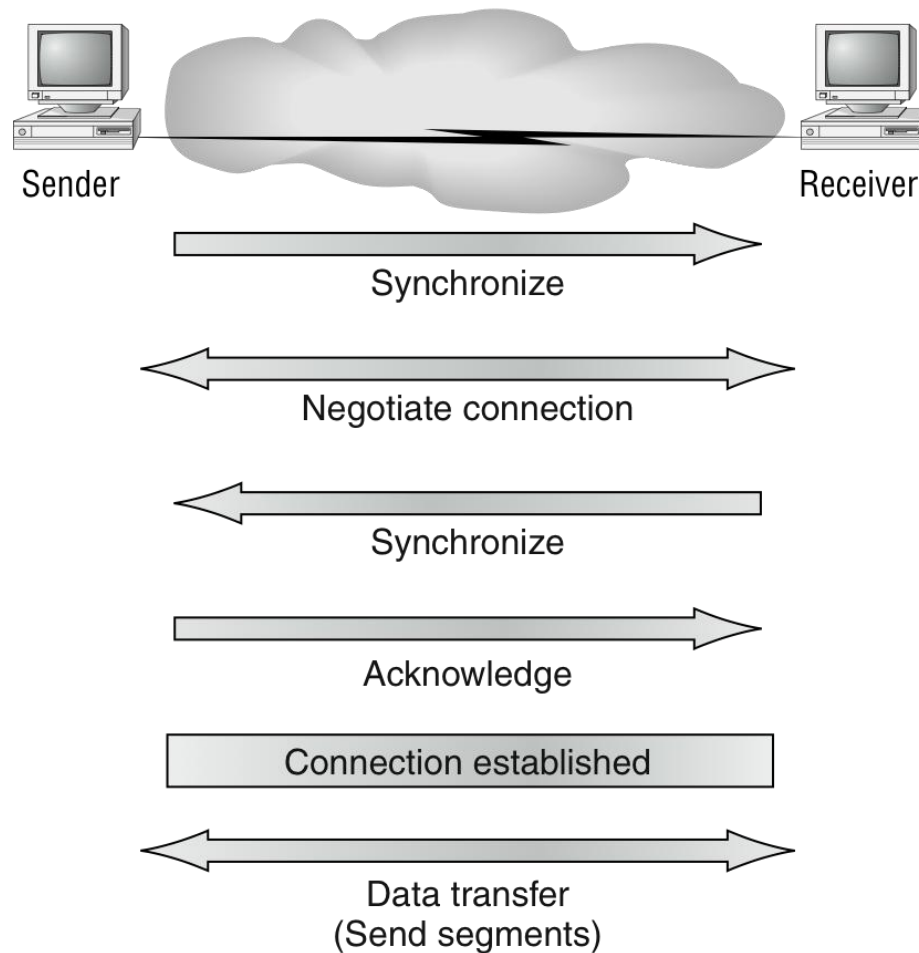 Sender
Receiver
Synchronize
Negotiate connection
Synchronize
Acknowledge
Connection established
Data transfer
(Send segments)